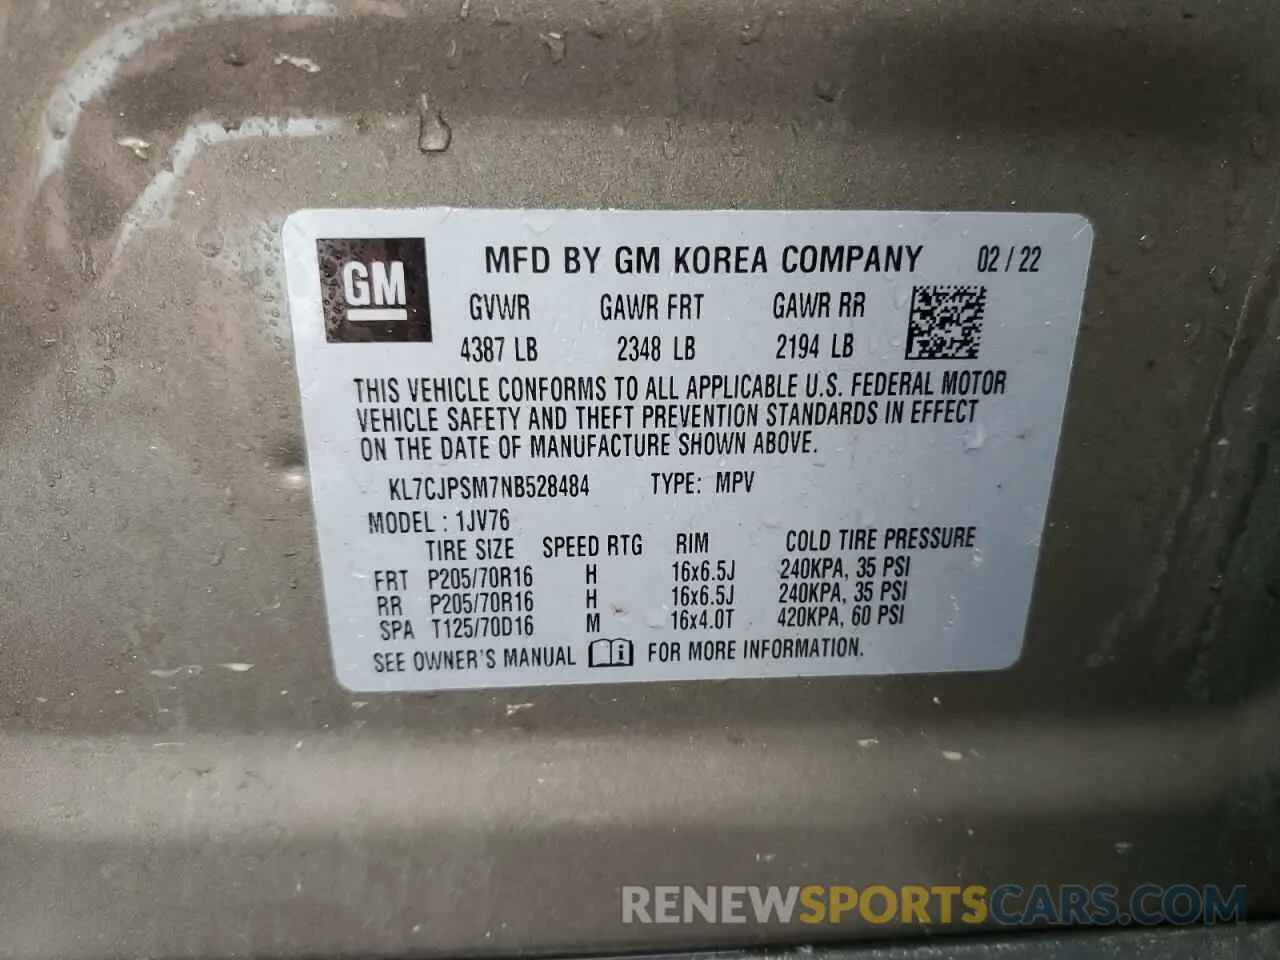 GM
MFD BY GM KOREA COMPANY 02 / 22
GVWR GAWR FRT GAWR RR
4387 LB 2348 LB 2194 LB
THIS VEHICLE CONFORMS TO ALL APPLICABLE U.S. FEDERAL MOTOR
VEHICLE SAFETY AND THEFT PREVENTION STANDARDS IN EFFECT
ON THE DATE OF MANUFACTURE SHOWN ABOVE.
KL7CJPSM7NB528484 TYPE: MPV
MODEL : 1JV76
TIRE SIZE SPEED RTG RIM COLD TIRE PRESSURE
FRT P205/70R16 H 16x6.5J 240KPA, 35 PSI
RR P205/70R16 H 16x6.5J 240KPA, 35 PSI
SPA T125/70D16 M 16x4.0T 420KPA, 60 PSI
SEE OWNER'S MANUAL i FOR MORE INFORMATION.
RENEWSPORTSCARS.COM